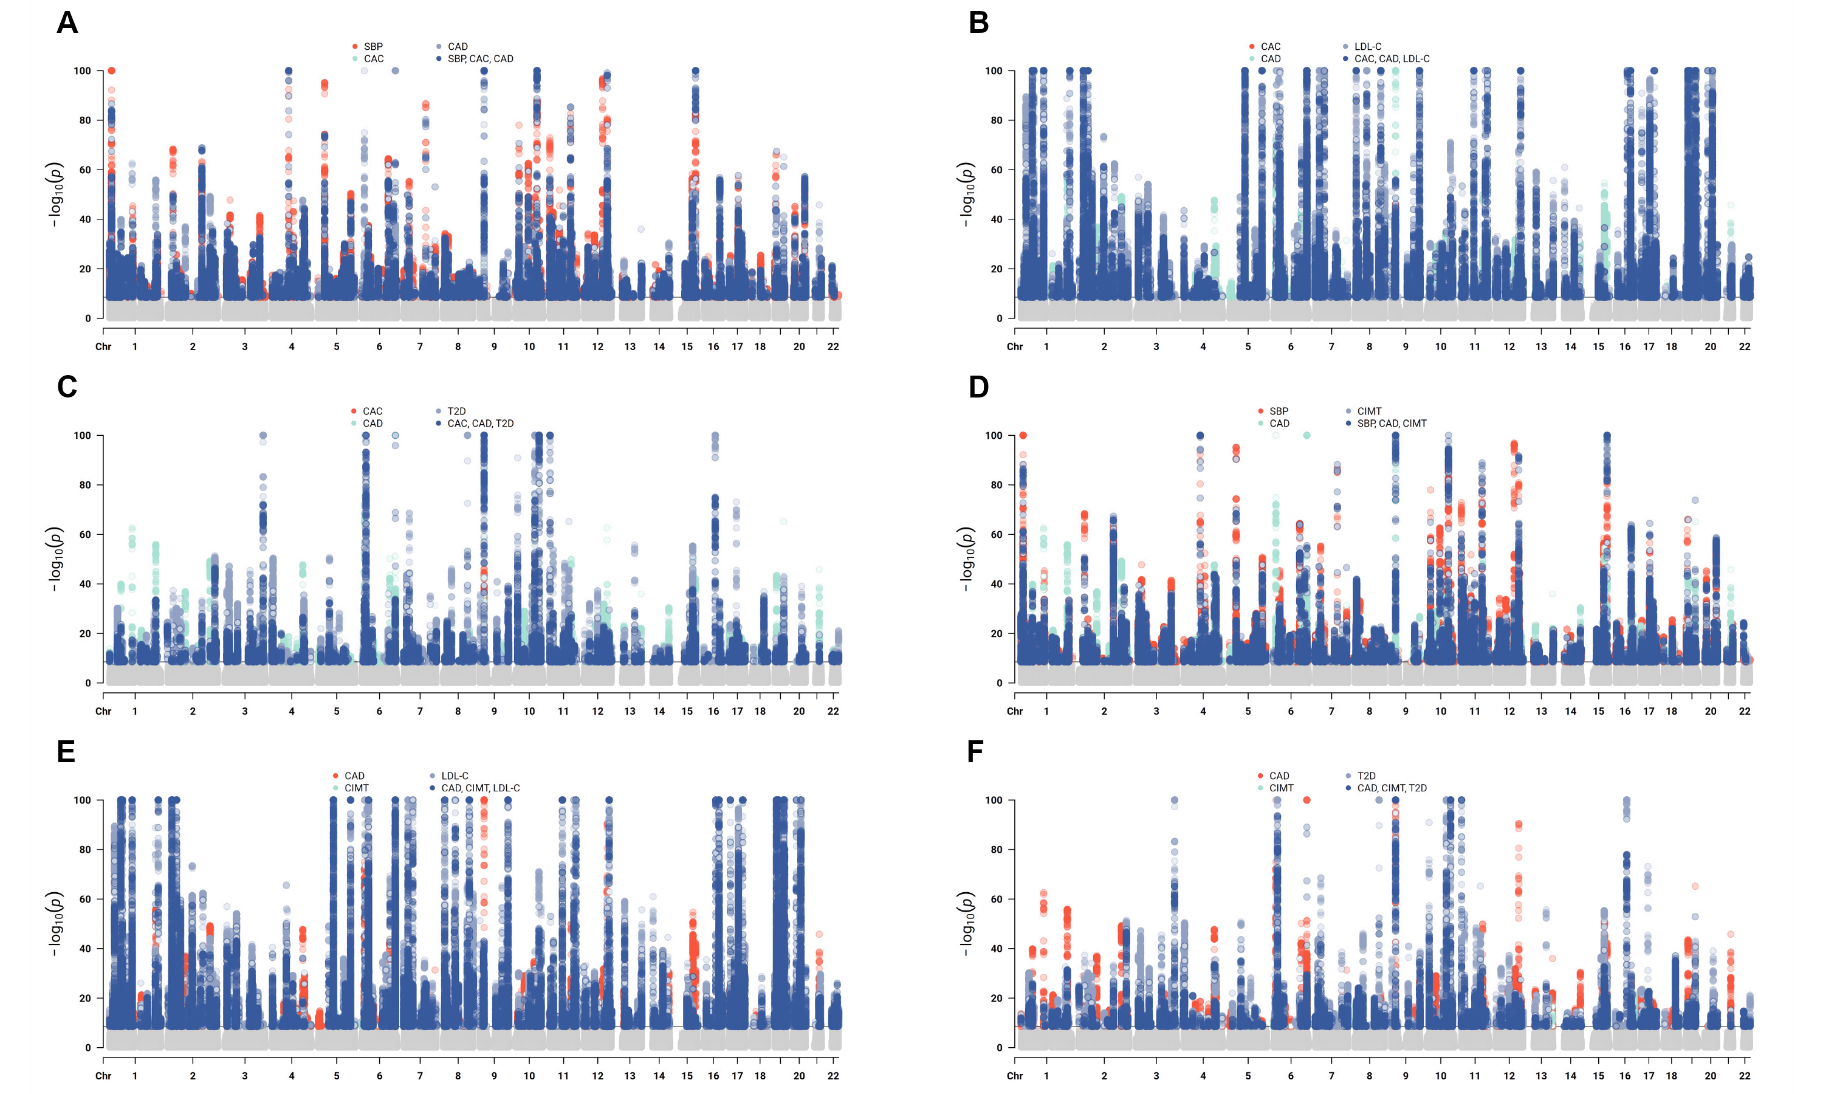 A
SBP CAD
CAC SBP, CAC, CAD
100
80
60
40
20
0
−log10(p)
Chr 1 2 3 4 5 6 7 8 9 10 11 12 13 14 15 16 17 18 20 22
B
CAC LDL-C
CAD CAC, CAD, LDL-C
100
80
60
40
20
0
−log10(p)
Chr 1 2 3 4 5 6 7 8 9 10 11 12 13 14 15 16 17 18 20 22
C
CAC T2D
CAD CAC, CAD, T2D
100
80
60
40
20
0
−log10(p)
Chr 1 2 3 4 5 6 7 8 9 10 11 12 13 14 15 16 17 18 20 22
D
SBP CIMT
CAD SBP, CAD, CIMT
100
80
60
40
20
0
−log10(p)
Chr 1 2 3 4 5 6 7 8 9 10 11 12 13 14 15 16 17 18 20 22
E
CAD LDL-C
CIMT CAD, CIMT, LDL-C
100
80
60
40
20
0
−log10(p)
Chr 1 2 3 4 5 6 7 8 9 10 11 12 13 14 15 16 17 18 20 22
F
CAD T2D
CIMT CAD, CIMT, T2D
100
80
60
40
20
0
−log10(p)
Chr 1 2 3 4 5 6 7 8 9 10 11 12 13 14 15 16 17 18 20 22